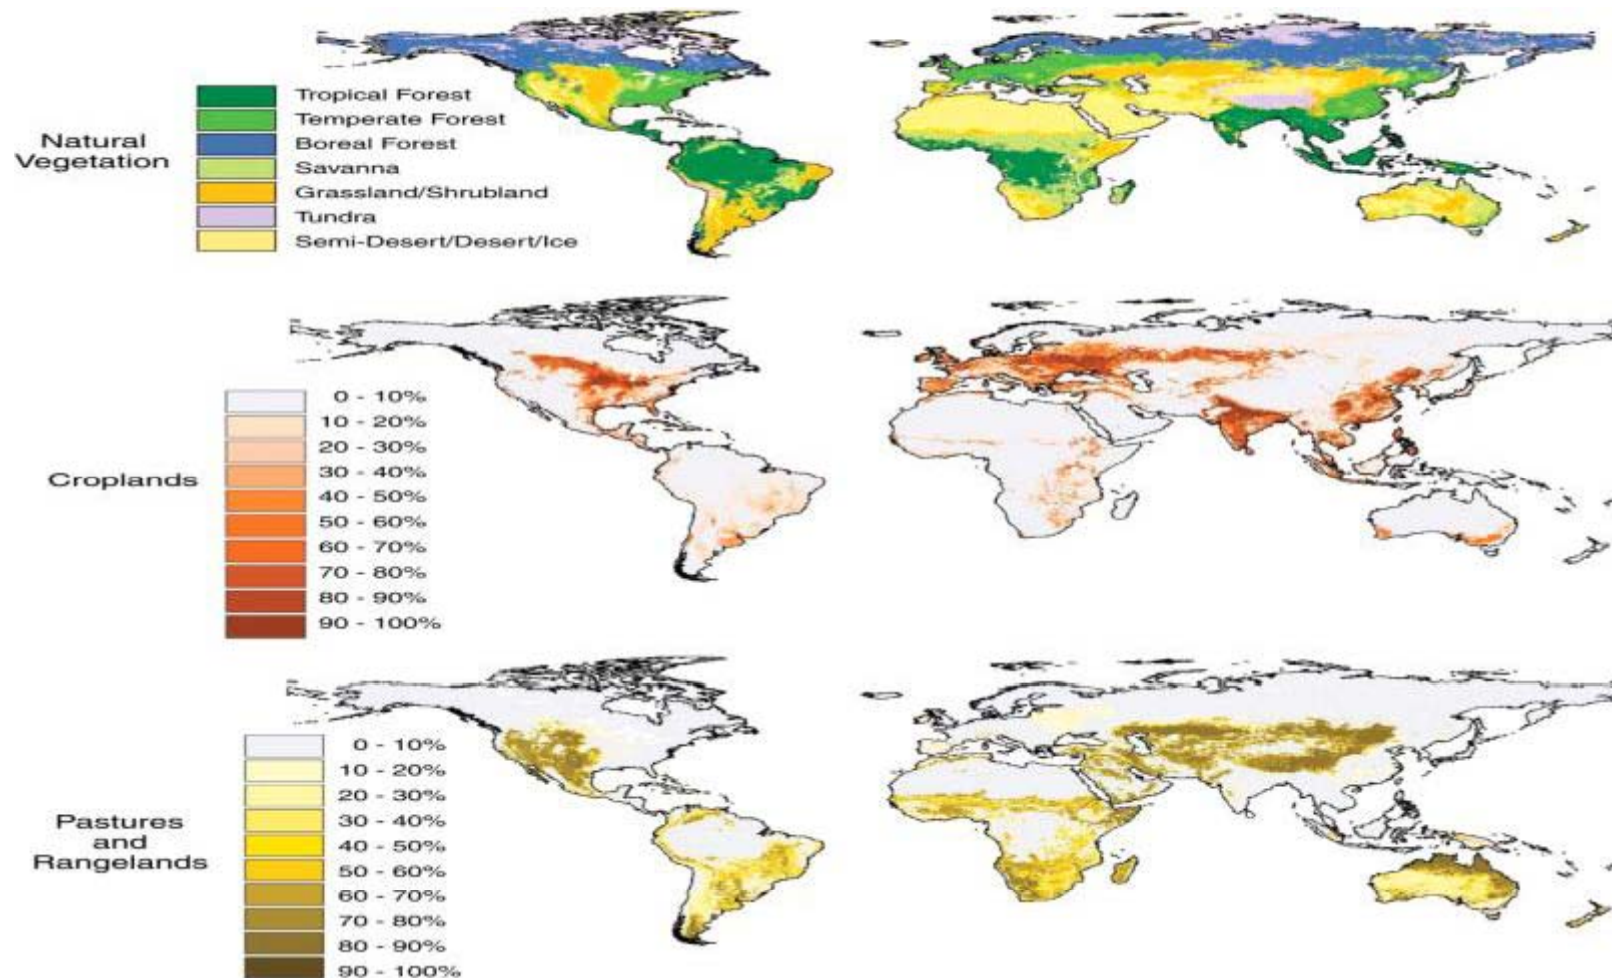 Natural
Vegetation
Tropical Forest
Temperate Forest
Boreal Forest
Savanna
Grassland/Shrubland
Tundra
Semi-Desert/Desert/Ice
Croplands
0 - 10%
10 - 20%
20 - 30%
30 - 40%
40 - 50%
50 - 60%
60 - 70%
70 - 80%
80 - 90%
90 - 100%
Pastures
and
Rangelands
0 - 10%
10 - 20%
20 - 30%
30 - 40%
40 - 50%
50 - 60%
60 - 70%
70 - 80%
80 - 90%
90 - 100%